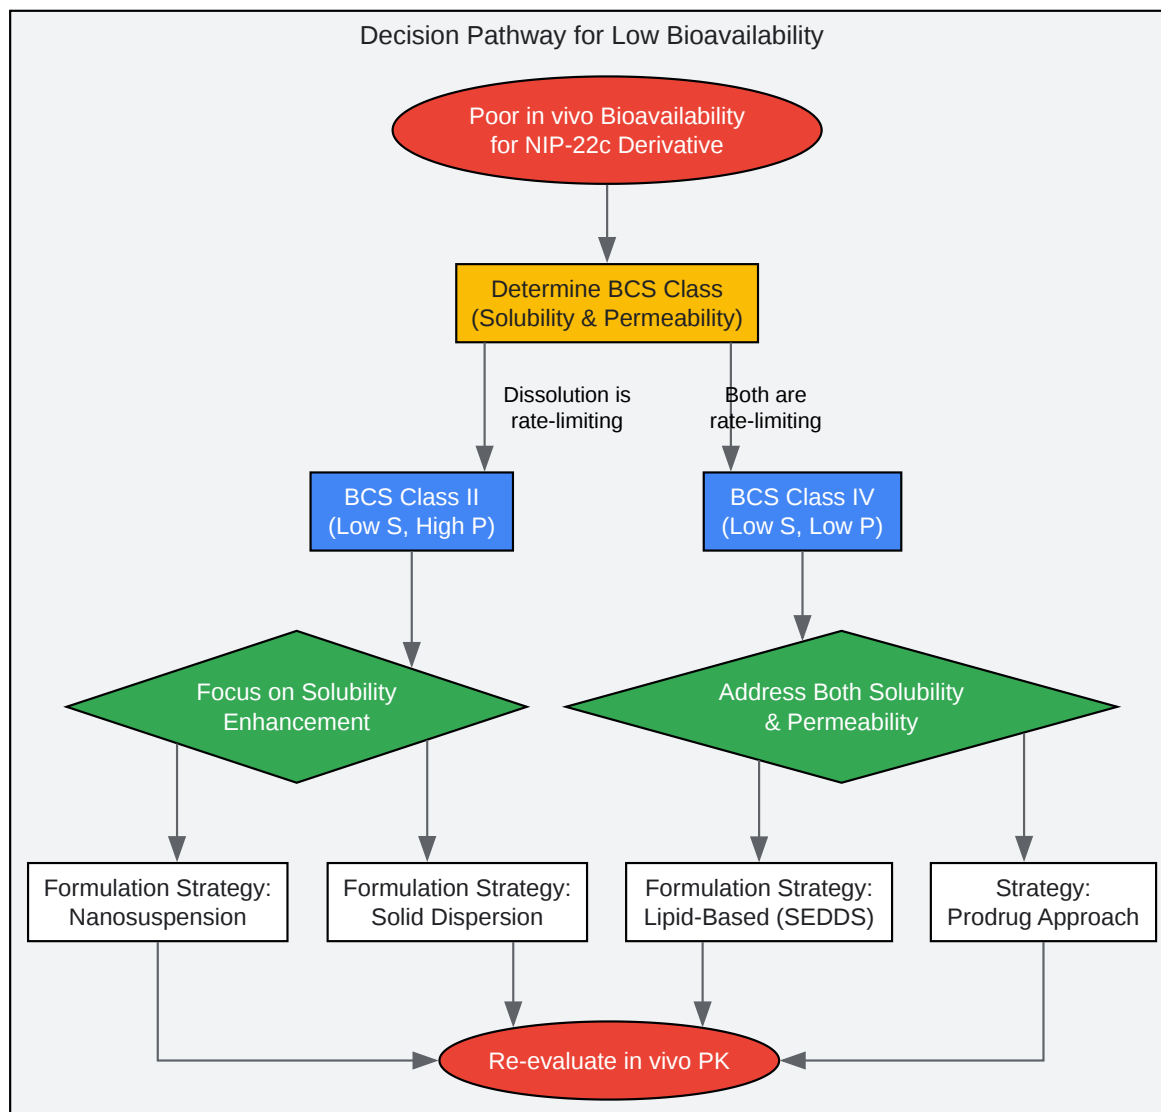 Decision Pathway for Low Bioavailability
Poor in vivo Bioavailability
for NIP-22c Derivative
Determine BCS Class
(Solubility & Permeability)
Dissolution is
rate-limiting
Both are
rate-limiting
BCS Class II
(Low S, High P)
BCS Class IV
(Low S, Low P)
Focus on Solubility
Enhancement
Address Both Solubility
& Permeability
Formulation Strategy:
Nanosuspension
Formulation Strategy:
Solid Dispersion
Formulation Strategy:
Lipid-Based (SEDDS)
Strategy:
Prodrug Approach
Re-evaluate in vivo PK